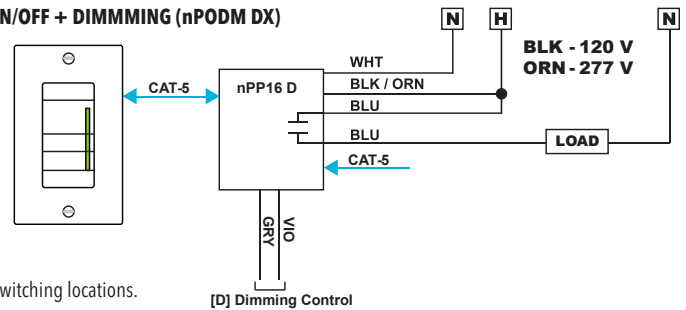 N/OFF + DIMMMING (nPODM DX)
N
H
N
BLK - 120 V
ORN - 277 V
WHT
CAT-5
nPP16 D
BLK / ORN
BLU
BLU
LOAD
CAT-5
GRY
VIO
witching locations.
[D] Dimming Control